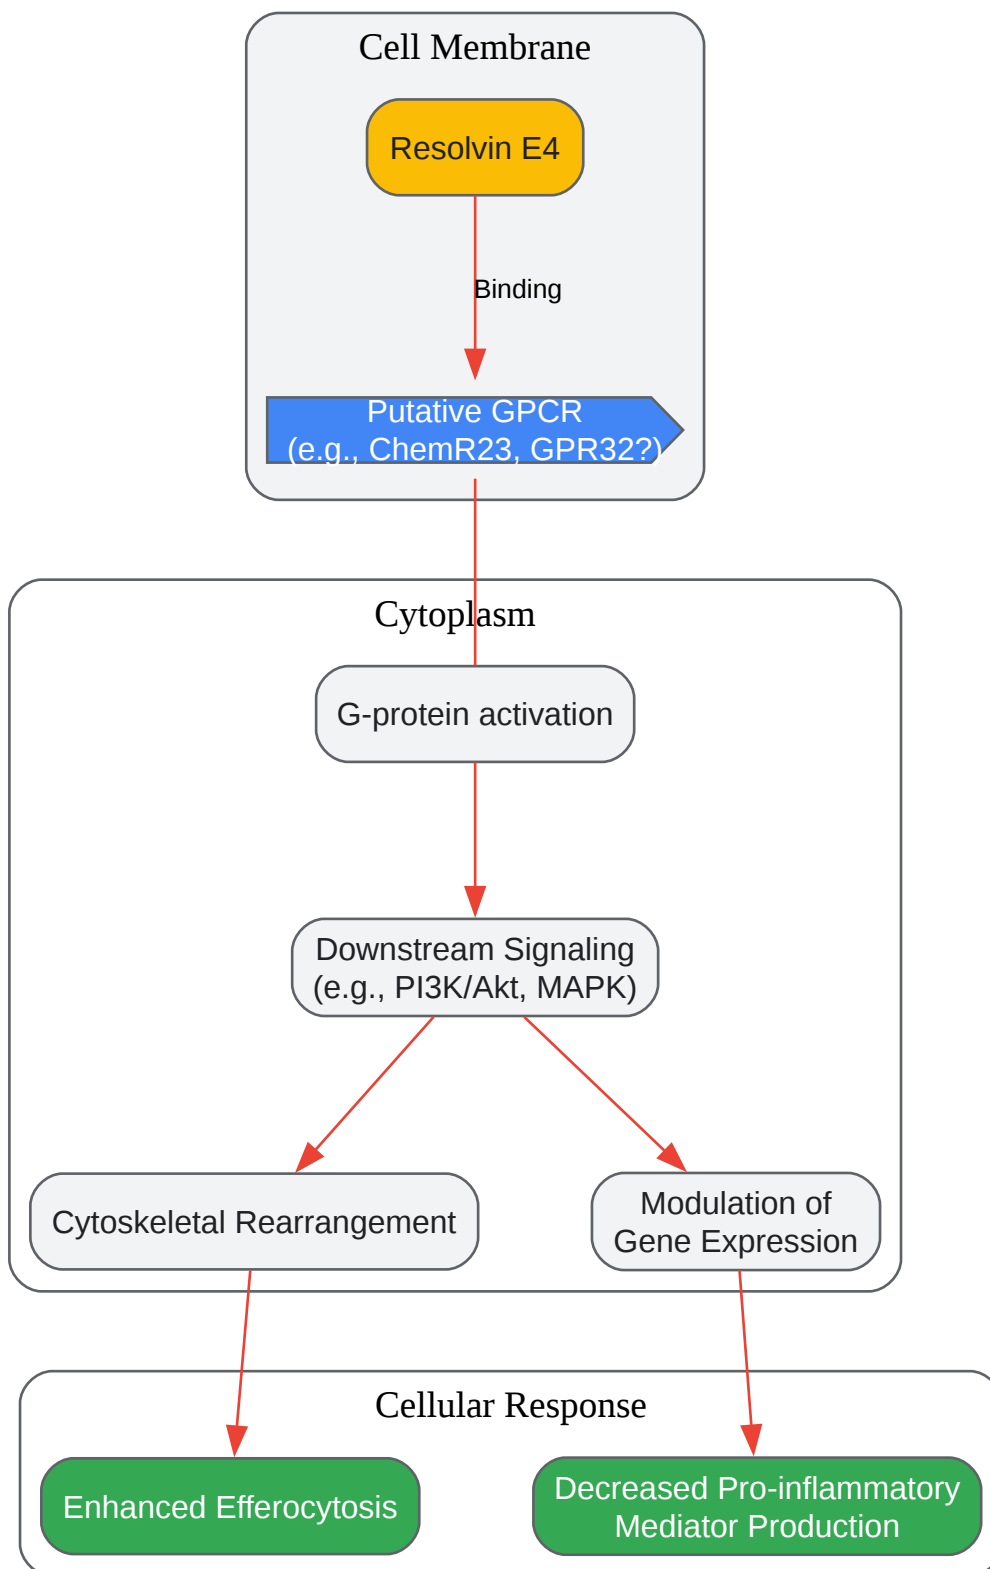 Cell Membrane
Resolvin E4
Binding
Putative GPCR
(e.g., ChemR23, GPR32?)
Cytoplasm
G-protein activation
Downstream Signaling
(e.g., PI3K/Akt, MAPK)
Cytoskeletal Rearrangement
Modulation of
Gene Expression
Cellular Response
Enhanced Efferocytosis
Decreased Pro-inflammatory
Mediator Production